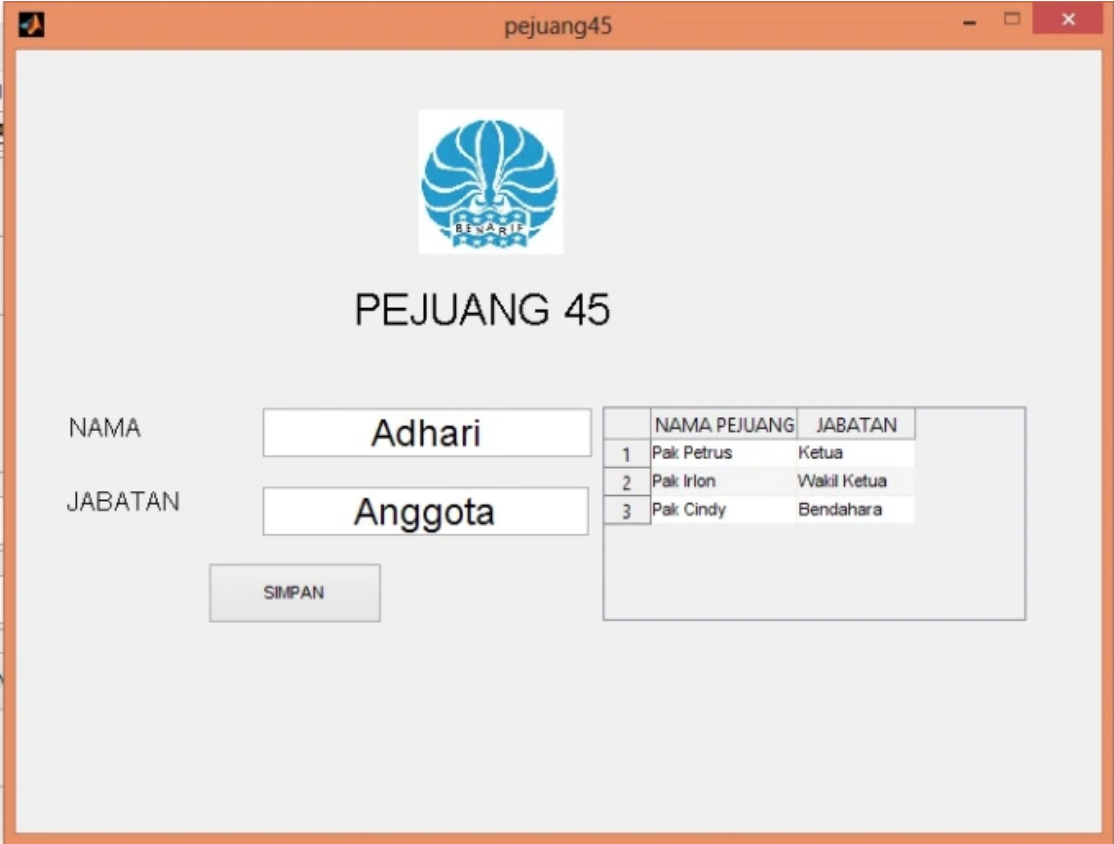 pejuang45
BENARIF
PEJUANG 45
NAMA
Adhari
JABATAN
Anggota
SIMPAN
NAMA PEJUANG JABATAN
1 Pak Petrus Ketua
2 Pak Irlon Wakil Ketua
3 Pak Cindy Bendahara